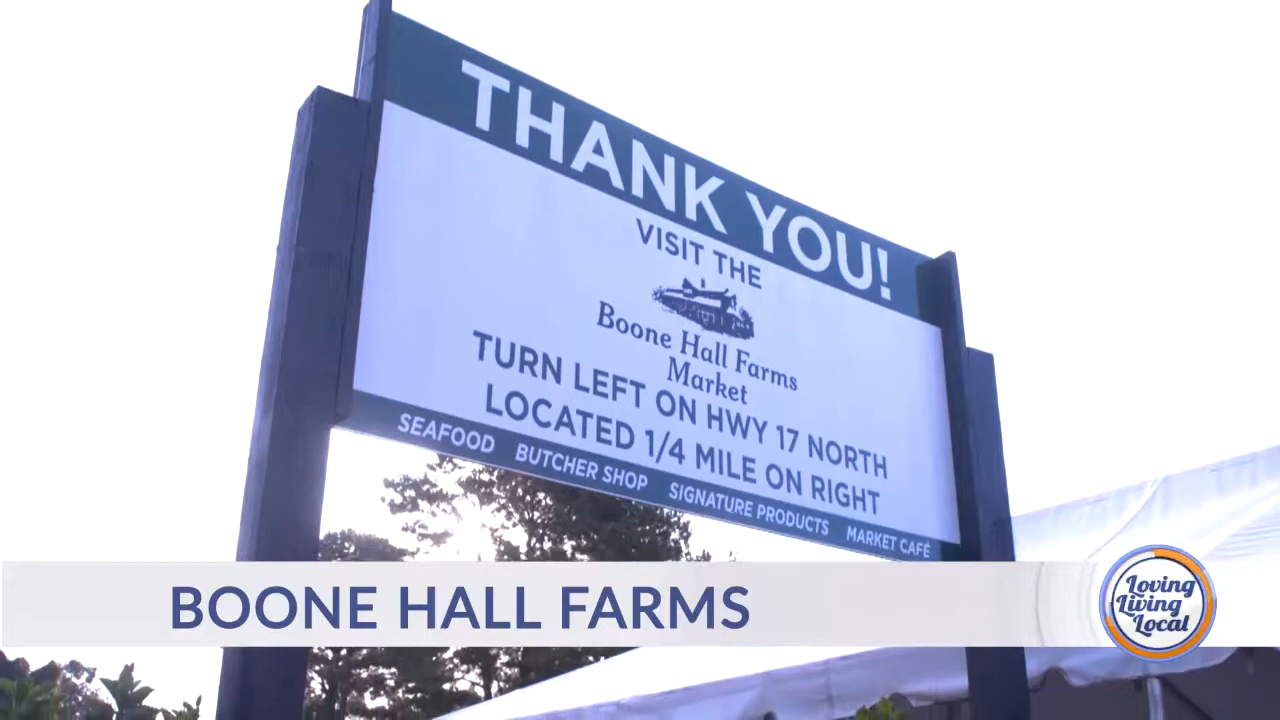 THANK YOU!
VISIT THE
Boone Hall Farms
Market
TURN LEFT ON HWY 17 NORTH
LOCATED 1/4 MILE ON RIGHT
SEAFOOD BUTCHER SHOP SIGNATURE PRODUCTS MARKET CAFÉ
BOONE HALL FARMS
Loving
Living
Local